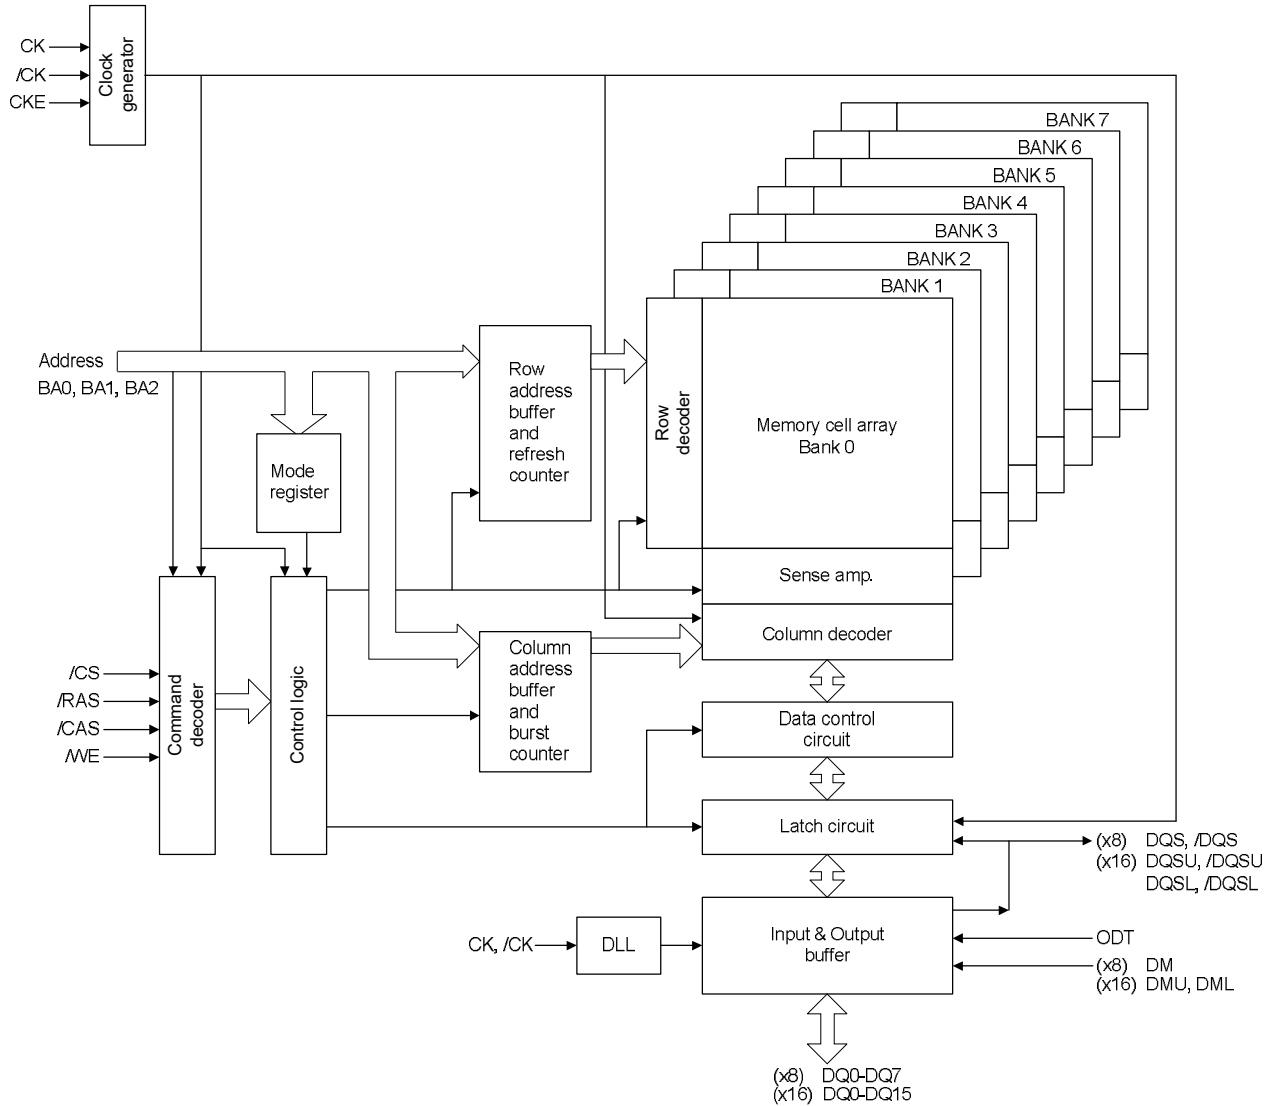 CK
/CK
CKE
Clock
generator
BANK 7
BANK 6
BANK 5
BANK 4
BANK 3
BANK 2
BANK 1
Address
BA0, BA1, BA2
Row
address
buffer
and
refresh
counter
Row
decoder
Memory cell array
Bank 0
Mode
register
Sense amp.
Column decoder
/CS
/RAS
/CAS
/WE
Command
decoder
Control logic
Column
address
buffer
and
burst
counter
Data control
circuit
Latch circuit
(x8) DQS, /DQS
(x16) DQSU, /DQSU
DQSL, /DQSL
CK, /CK
DLL
Input & Output
buffer
ODT
(x8) DM
(x16) DMU, DML
(x8) DQ0-DQ7
(x16) DQ0-DQ15